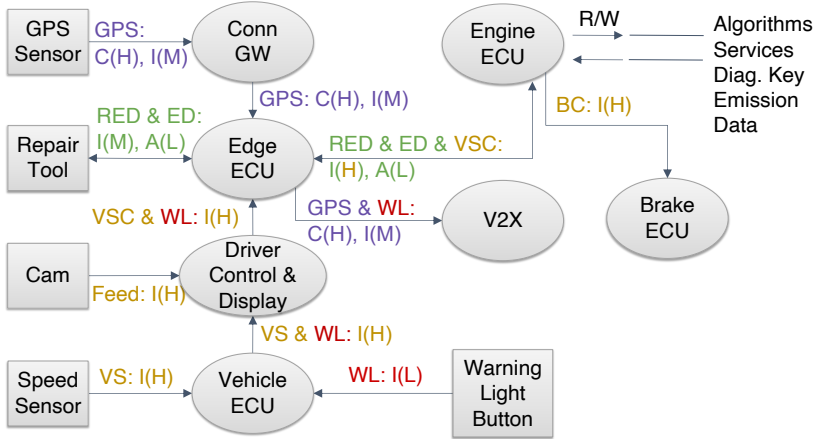 GPS
Sensor
GPS:
C(H), I(M)
Conn
GW
GPS: C(H), I(M)
Engine
ECU
R/W
Algorithms
Services
Diag. Key
Emission
Data
BC: I(H)
Repair
Tool
RED & ED:
I(M), A(L)
Edge
ECU
RED & ED & VSC:
I(H), A(L)
VSC & WL: I(H)
GPS & WL:
C(H), I(M)
V2X
Brake
ECU
Cam
Feed: I(H)
Driver
Control &
Display
VS & WL: I(H)
Speed
Sensor
VS: I(H)
Vehicle
ECU
WL: I(L)
Warning
Light
Button